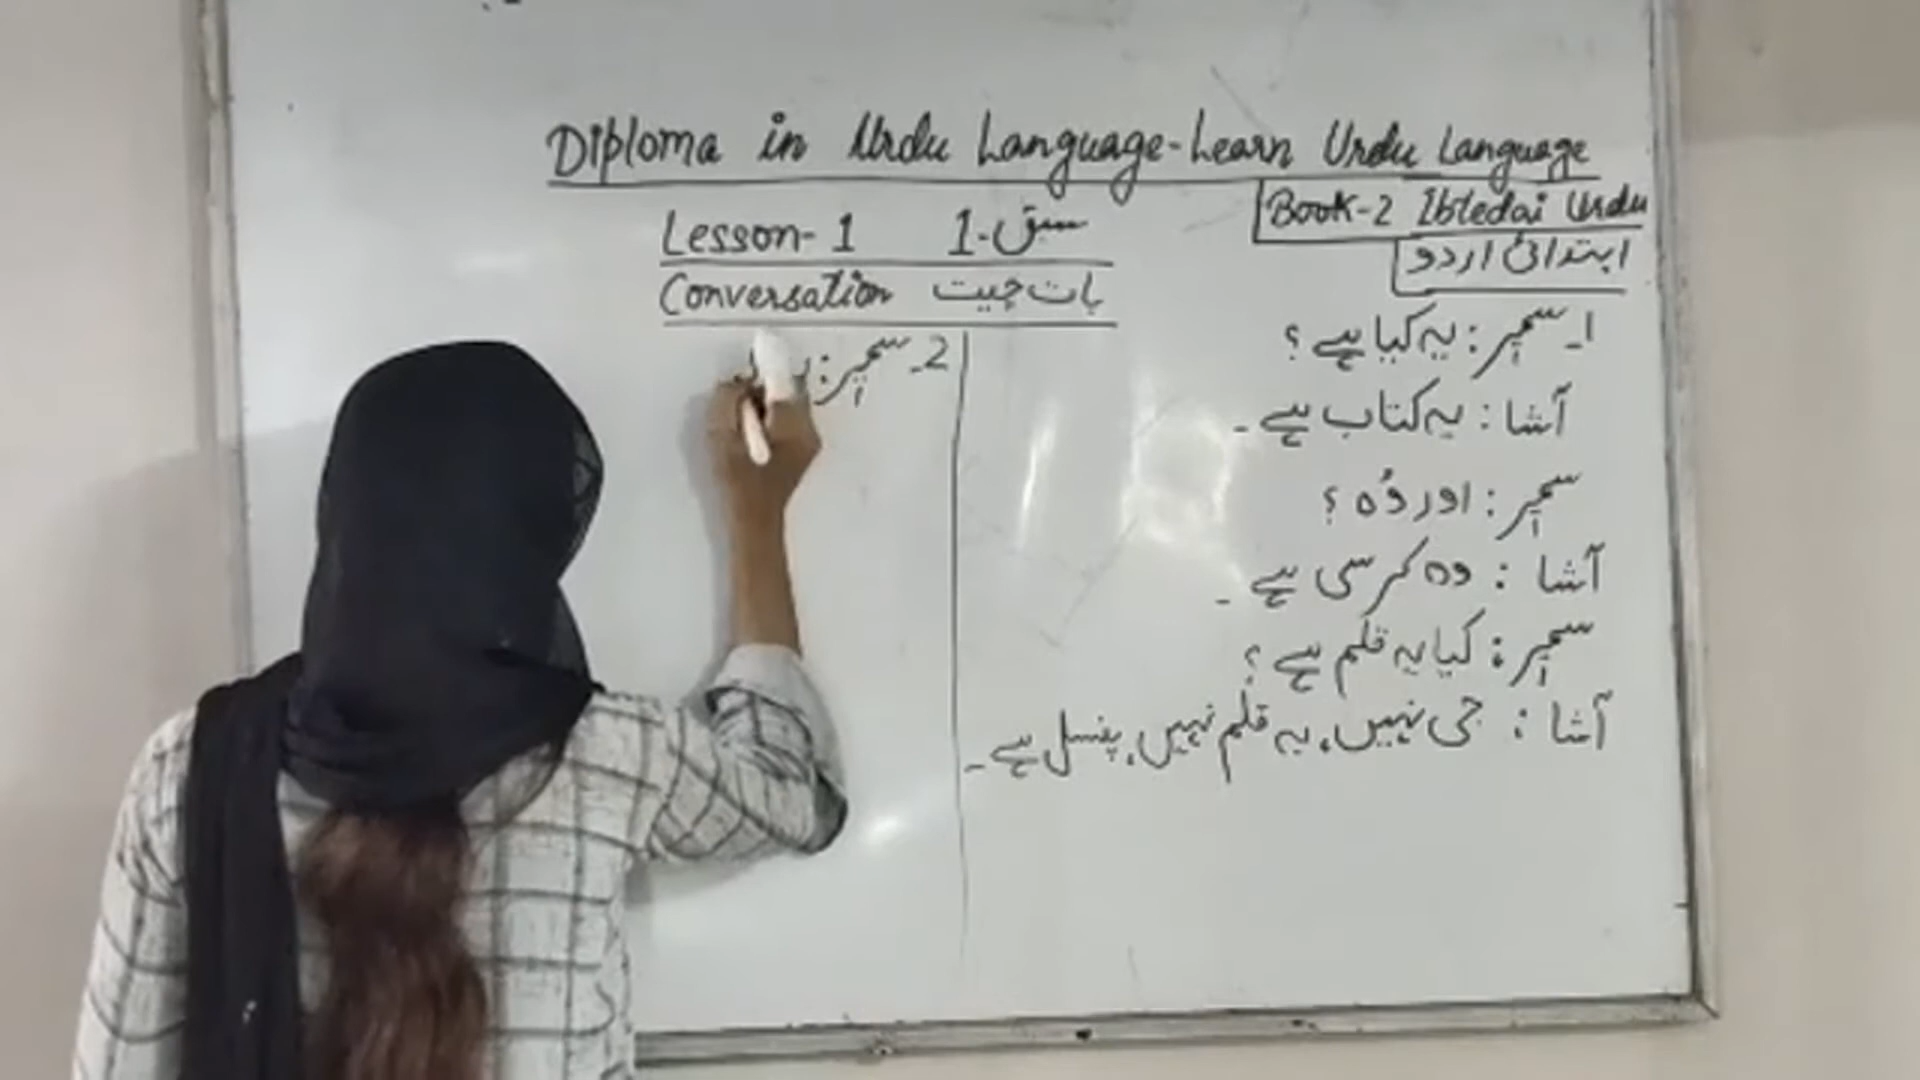 Diploma in Urdu Language-Learn Urdu Language
Book-2 Ibtedai Urdu
ابتدائی اردو
Lesson-1 سبق-1
Conversation بات چیت
1۔ سمیر: یہ کیا ہے؟
آشا: یہ کتاب ہے۔
سمیر: اور وُہ؟
آشا: وہ کرسی ہے۔
سمیر: کیا یہ قلم ہے؟
آشا: جی نہیں، یہ قلم نہیں، پنسل ہے۔
2۔ سمیر: